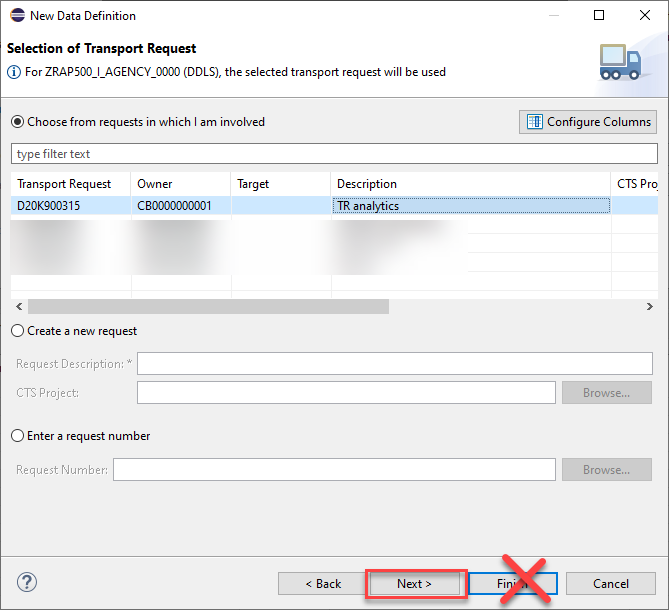 New Data Definition
Selection of Transport Request
For ZRAP500_I_AGENCY_0000 (DDLS), the selected transport request will be used
Choose from requests in which I am involved
Configure Columns
type filter text
Transport Request Owner Target Description CTS Proj
D20K900315 CB0000000001 TR analytics
Create a new request
Request Description: *
CTS Project: Browse...
Enter a request number
Request Number: Browse...
? < Back Next > Finish Cancel